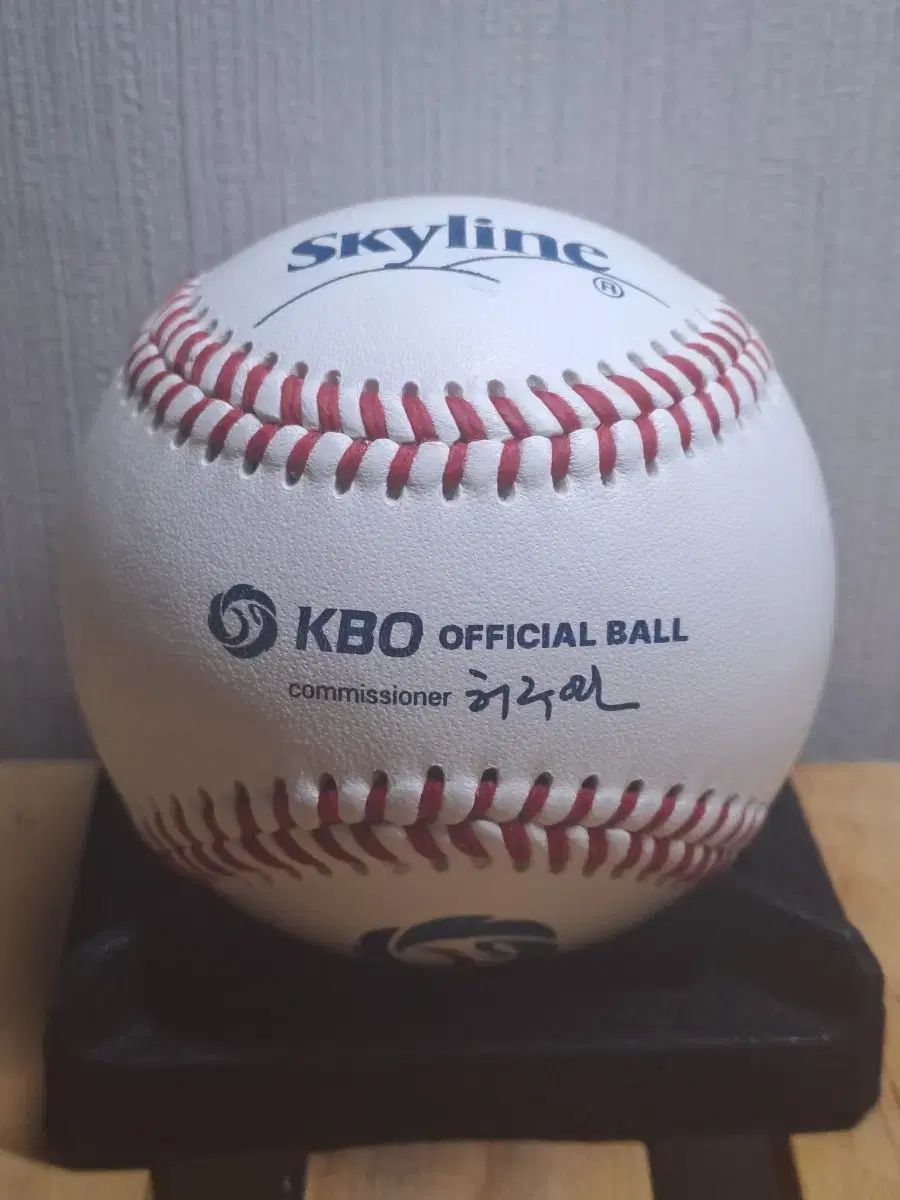 Skyline
®
KBO OFFICIAL BALL
commissioner 허구연